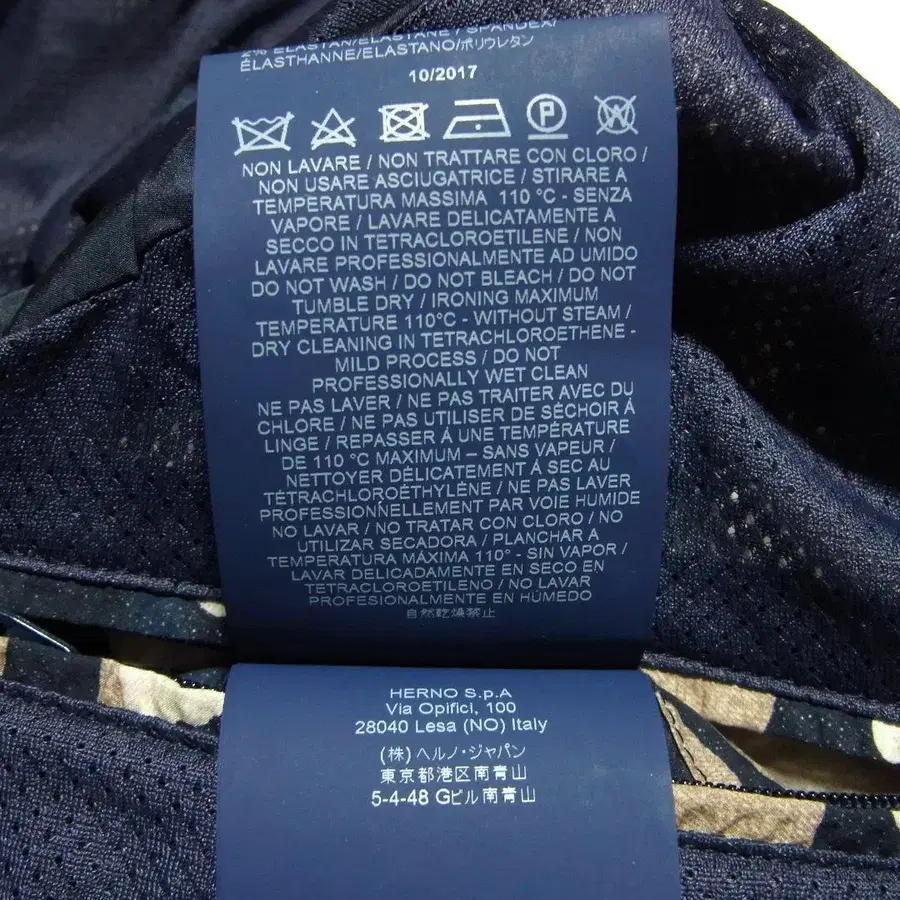 2% ELASTAN/ELASTANE / SPANDEX/
ÉLASTHANNE/ELASTANO/ポリウレタン
10/2017
P W
NON LAVARE / NON TRATTARE CON CLORO /
NON USARE ASCIUGATRICE / STIRARE A
TEMPERATURA MASSIMA 110 °C - SENZA
VAPORE / LAVARE DELICATAMENTE A
SECCO IN TETRACLOROETILENE / NON
LAVARE PROFESSIONALMENTE AD UMIDO
DO NOT WASH / DO NOT BLEACH / DO NOT
TUMBLE DRY / IRONING MAXIMUM
TEMPERATURE 110°C - WITHOUT STEAM /
DRY CLEANING IN TETRACHLOROETHENE -
MILD PROCESS / DO NOT
PROFESSIONALLY WET CLEAN
NE PAS LAVER / NE PAS TRAITER AVEC DU
CHLORE / NE PAS UTILISER DE SÉCHOIR Á
LINGE / REPASSER Á UNE TEMPÉRATURE
DE 110 °C MAXIMUM – SANS VAPEUR /
NETTOYER DÉLICATEMENT Á SEC AU
TÉTRACHLOROÉTHYLÉNE / NE PAS LAVER
PROFESSIONNELLEMENT PAR VOIE HUMIDE
NO LAVAR / NO TRATAR CON CLORO / NO
UTILIZAR SECADORA / PLANCHAR A
TEMPERATURA MÁXIMA 110° - SIN VAPOR /
LAVAR DELICADAMENTE EN SECO EN
TETRACLOROETILENO / NO LAVAR
PROFESIONALMENTE EN HÚMEDO
自然乾燥禁止
HERNO S.p.A
Via Opifici, 100
28040 Lesa (NO) Italy
(株) ヘルノ・ジャパン
東京都港区南青山
5-4-48 Gビル南青山